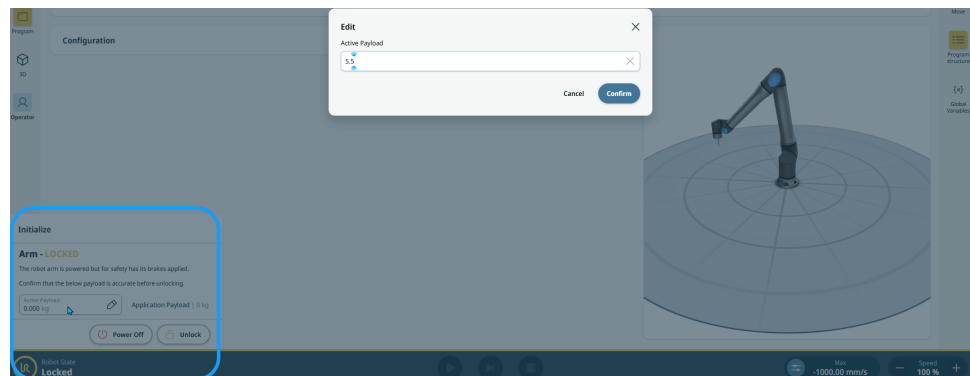 Program
3D
Operator
Configuration
Edit
Active Payload
5.5
Cancel
Confirm
Move
Program
structure
{x}
Global
Variables
Initialize
Arm - LOCKED
The robot arm is powered but for safety has its brakes applied.
Confirm that the below payload is accurate before unlocking.
Active Payload
0.000 kg
Application Payload | 0 kg
Power Off
Unlock
Robot State
Locked
Max
-1000.00 mm/s
Speed
100 %